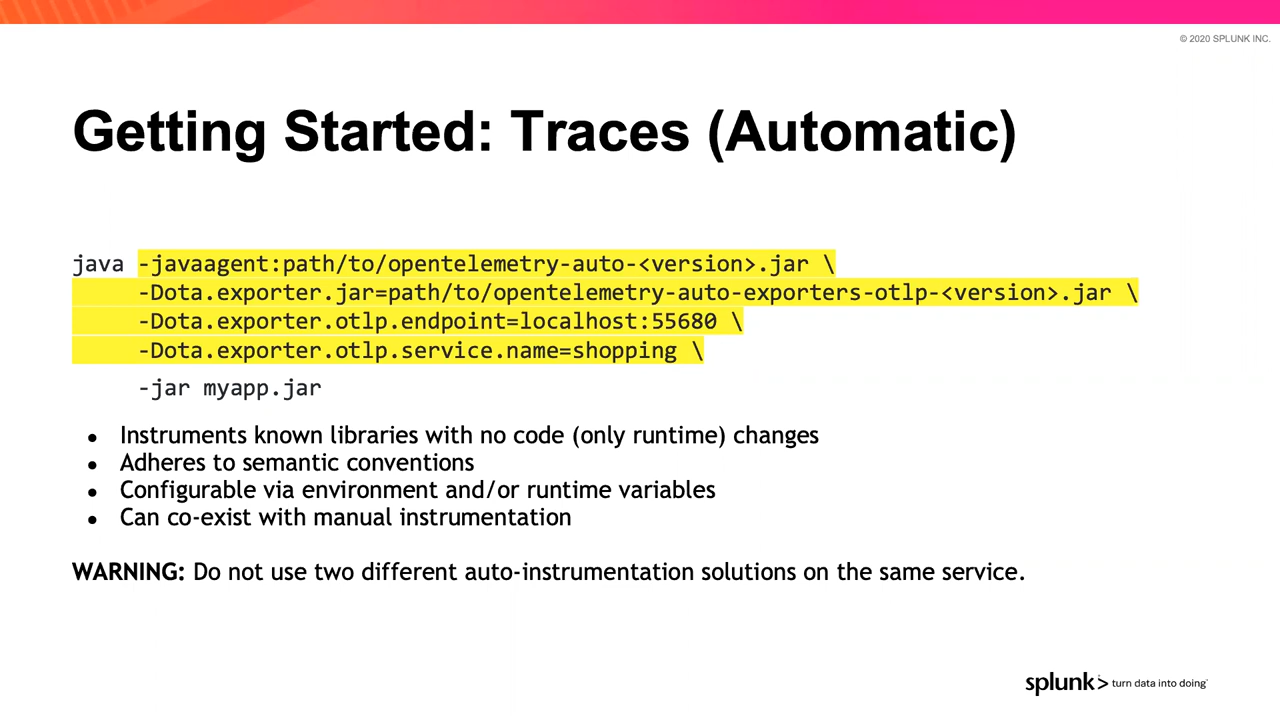 © 2020 SPLUNK INC.
Getting Started: Traces (Automatic)
java -javaagent:path/to/opentelemetry-auto-<version>.jar \
-Dota.exporter.jar=path/to/opentelemetry-auto-exporters-otlp-<version>.jar \
-Dota.exporter.otlp.endpoint=localhost:55680 \
-Dota.exporter.otlp.service.name=shopping \
-jar myapp.jar
● Instruments known libraries with no code (only runtime) changes
● Adheres to semantic conventions
● Configurable via environment and/or runtime variables
● Can co-exist with manual instrumentation
WARNING: Do not use two different auto-instrumentation solutions on the same service.
splunk> turn data into doing